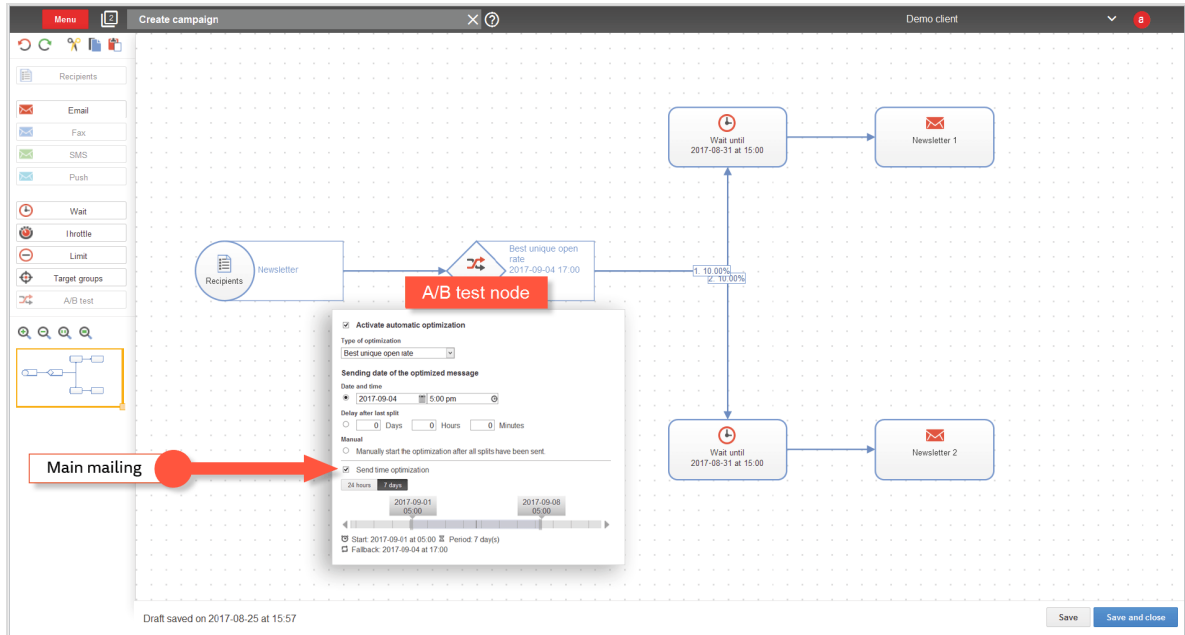 Menu
2
Create campaign
Demo client
a
Recipients
Email
Fax
SMS
Push
Wait
Throttle
Limit
Target groups
A/B test
Wait until
2017-08-31 at 15:00
Newsletter 1
Recipients
Newsletter
Best unique open
rate
2017-09-04 17:00
1. 10.00%
2. 10.00%
A/B test node
Activate automatic optimization
Type of optimization
Best unique open rate
Sending date of the optimized message
Date and time
2017-09-04 5:00 pm
Delay after last split
0 Days 0 Hours 0 Minutes
Manual
Manually start the optimization after all splits have been sent.
Main mailing
Send time optimization
24 hours 7 days
2017-09-01 2017-09-08
05:00 05:00
Start: 2017-09-01 at 05:00 Period: 7 day(s)
Fallback: 2017-09-04 at 17:00
Wait until
2017-08-31 at 15:00
Newsletter 2
Draft saved on 2017-08-25 at 15:57
Save
Save and close